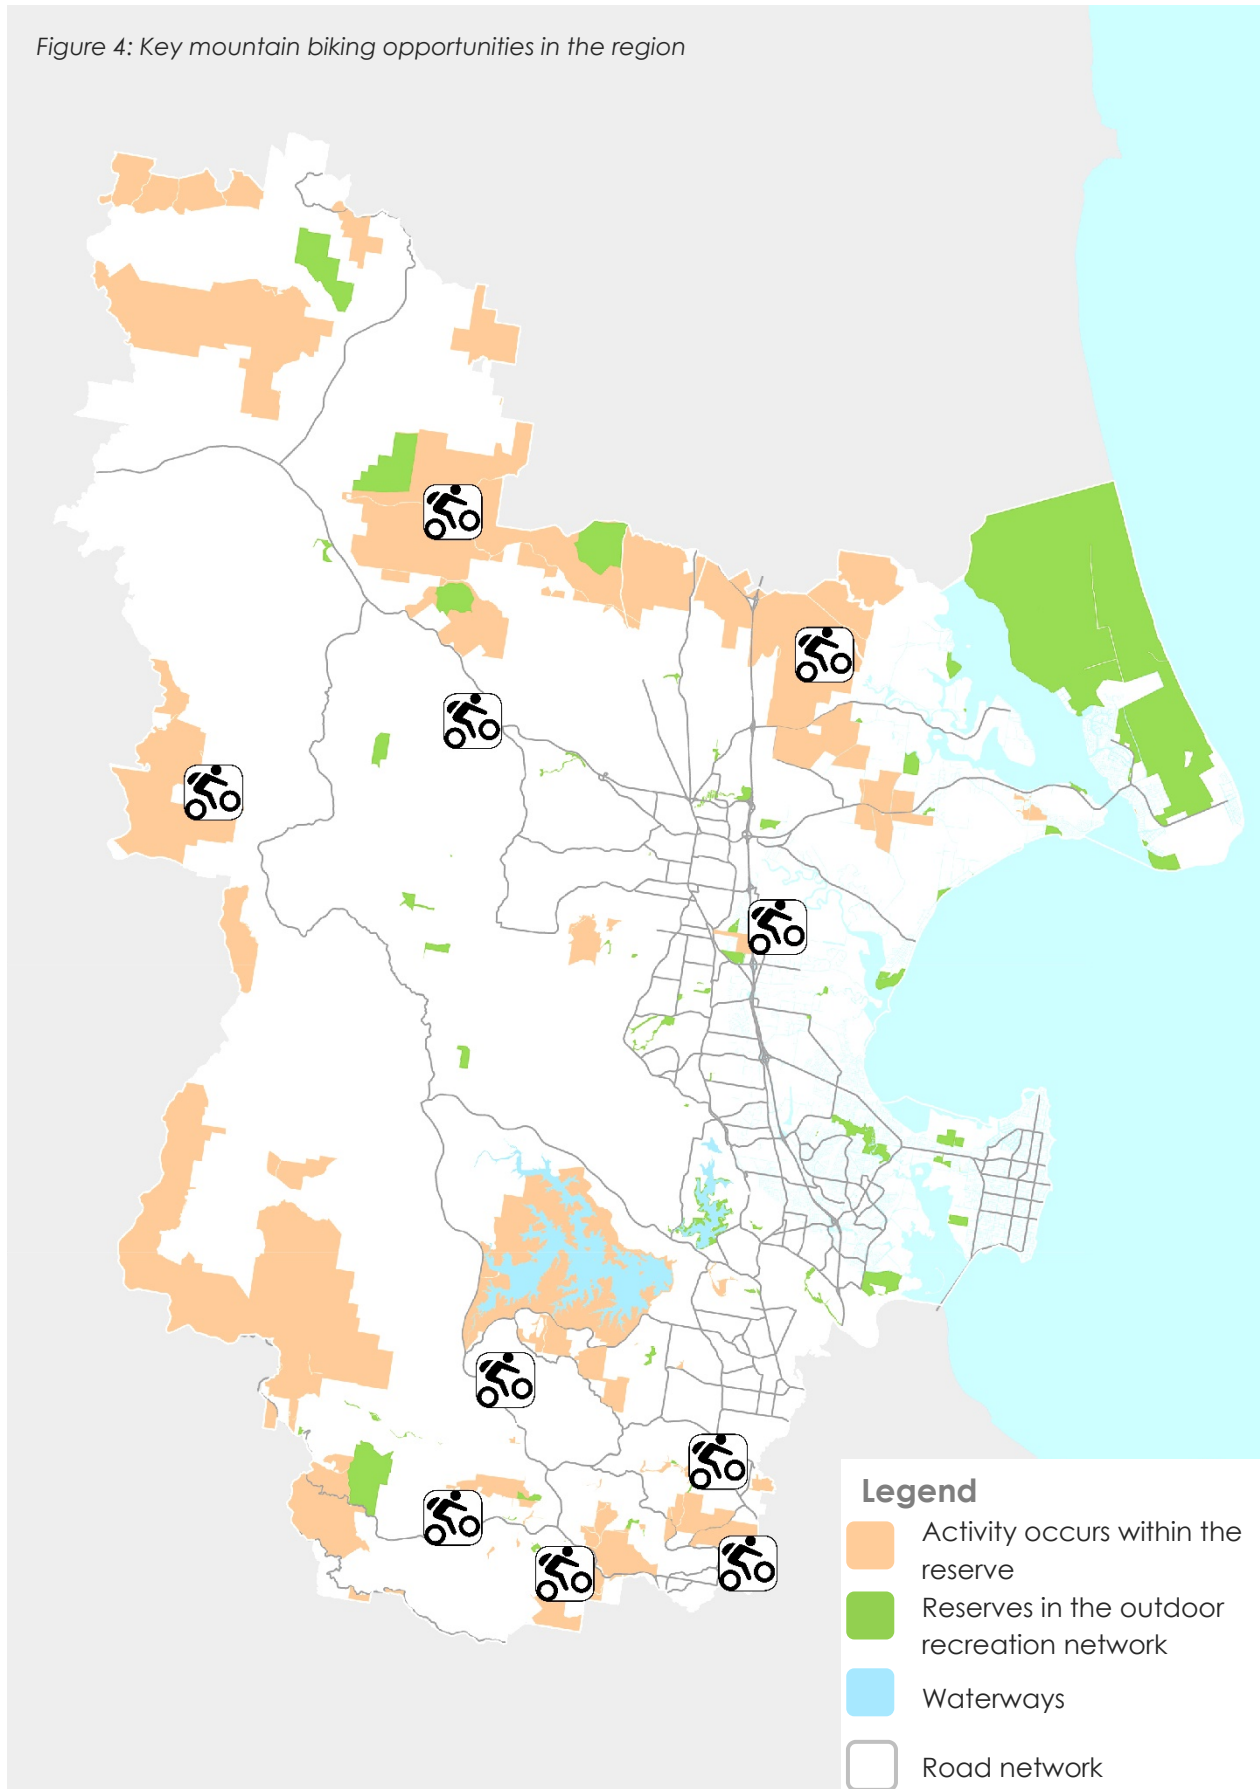 Figure 4: Key mountain biking opportunities in the region
Legend
Activity occurs within the
reserve
Reserves in the outdoor
recreation network
Waterways
Road network